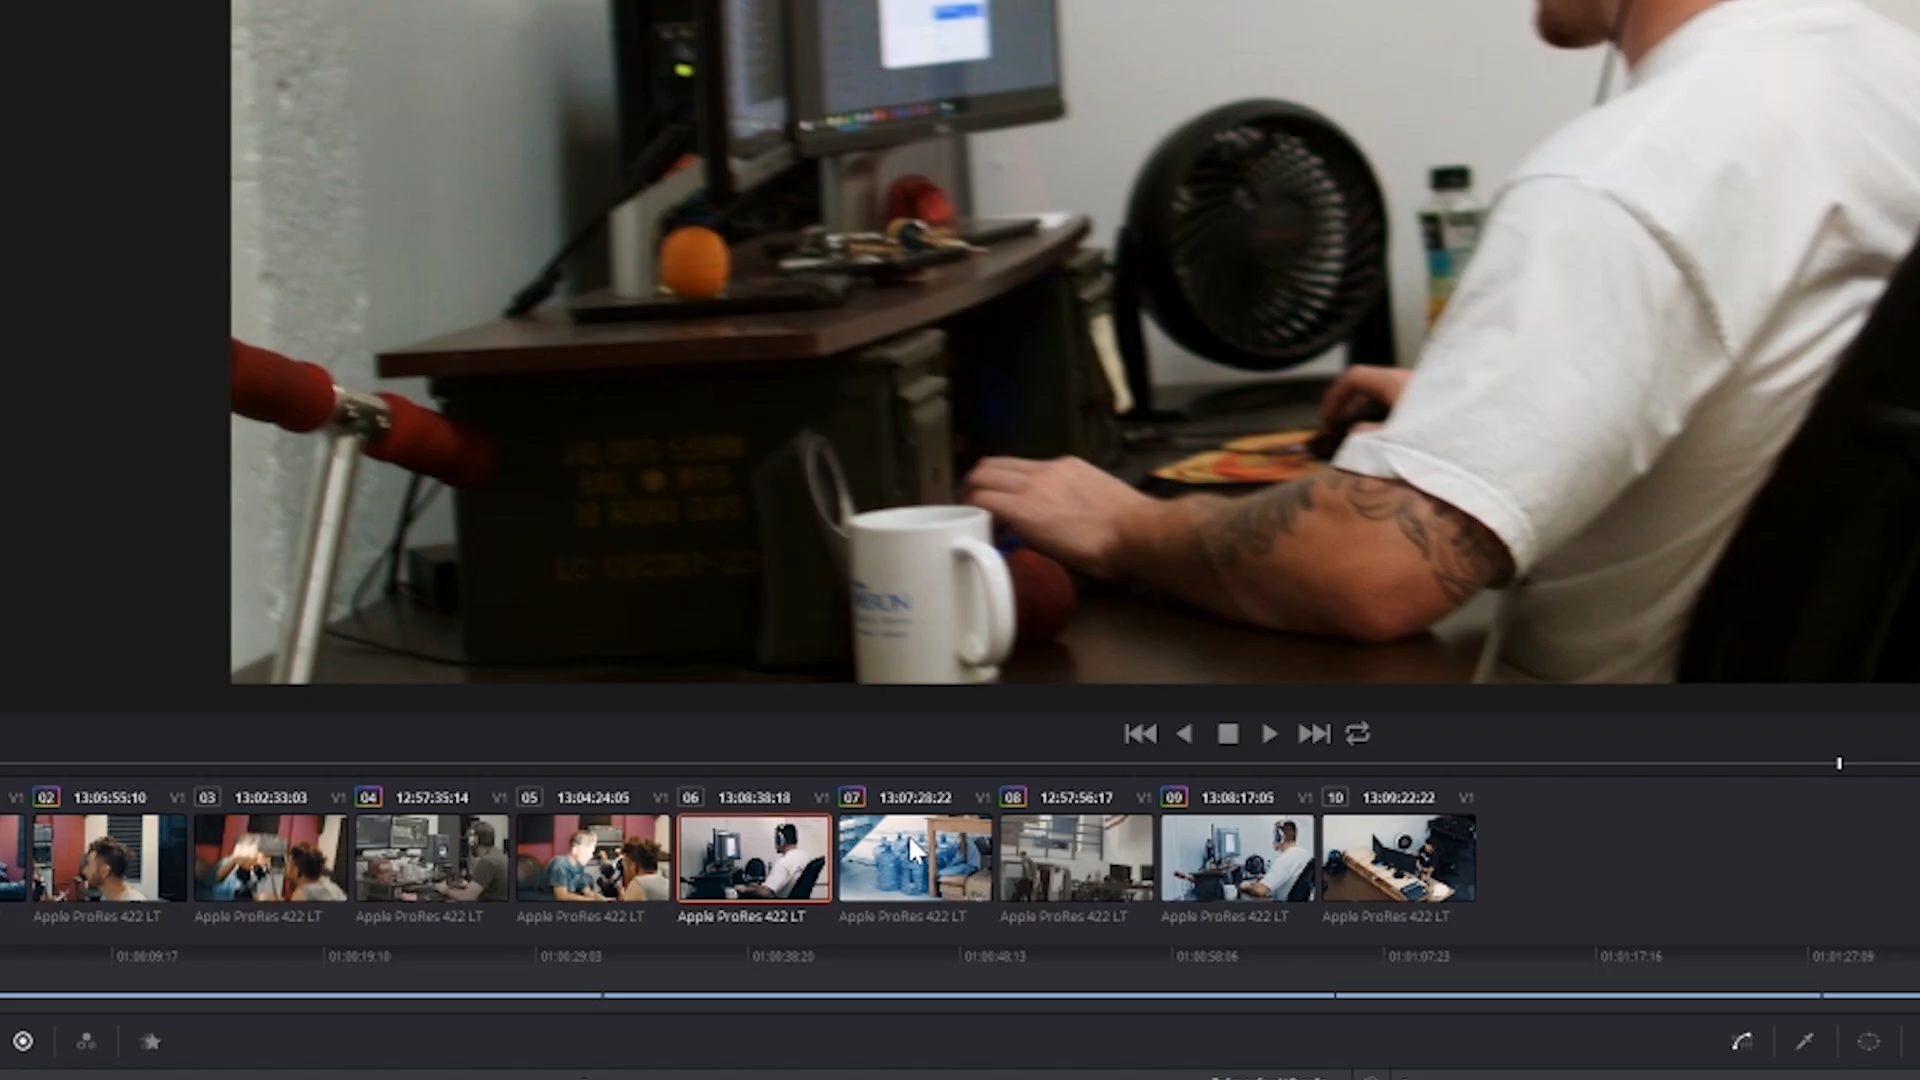 V1 02 13:05:55:10 V1 03 13:02:33:03 V1 04 12:57:35:14 V1 05 13:04:24:05 V1 06 13:08:38:18 V1 07 13:07:28:22 V1 08 12:57:56:17 V1 09 13:08:17:05 V1 10 13:09:22:22 V1
Apple ProRes 422 LT Apple ProRes 422 LT Apple ProRes 422 LT Apple ProRes 422 LT Apple ProRes 422 LT Apple ProRes 422 LT Apple ProRes 422 LT Apple ProRes 422 LT Apple ProRes 422 LT
01:00:09:17 01:00:19:10 01:00:29:03 01:00:38:20 01:00:48:13 01:00:58:06 01:01:07:23 01:01:17:16 01:01:27:09